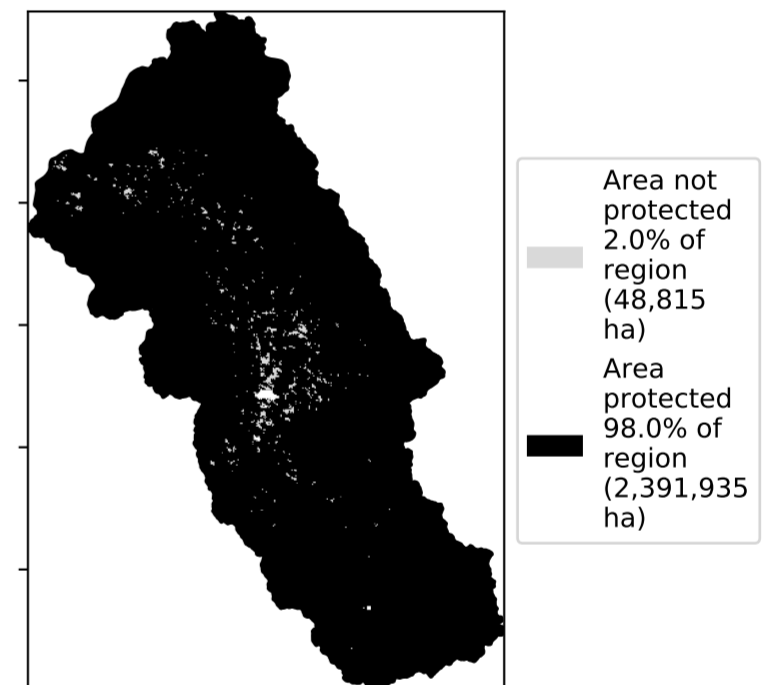 Area not
protected
2.0% of
region
(48,815
ha)
Area
protected
98.0% of
region
(2,391,935
ha)